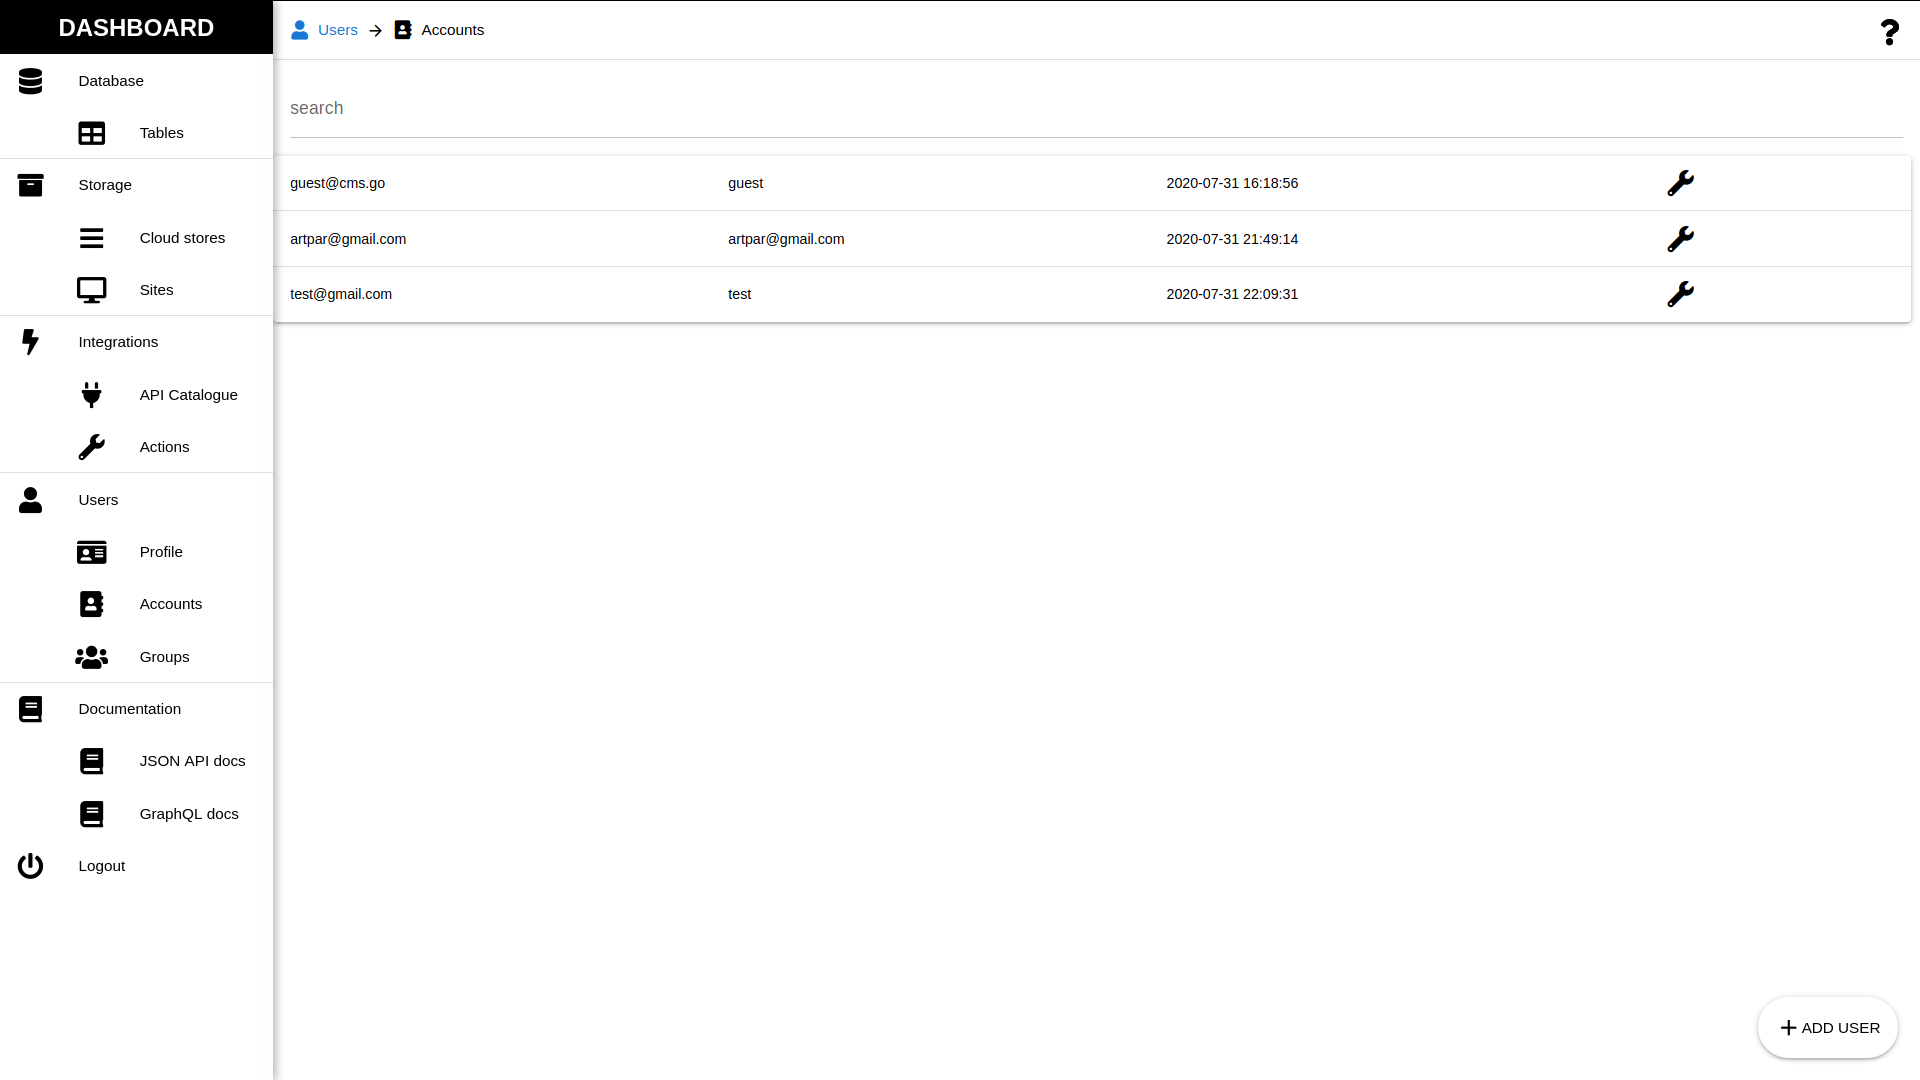 DASHBOARD
Users
Accounts
Database
Tables
Storage
Cloud stores
Sites
Integrations
API Catalogue
Actions
Users
Profile
Accounts
Groups
Documentation
JSON API docs
GraphQL docs
Logout
search
guest@cms.go guest 2020-07-31 16:18:56
artpar@gmail.com artpar@gmail.com 2020-07-31 21:49:14
test@gmail.com test 2020-07-31 22:09:31
ADD USER